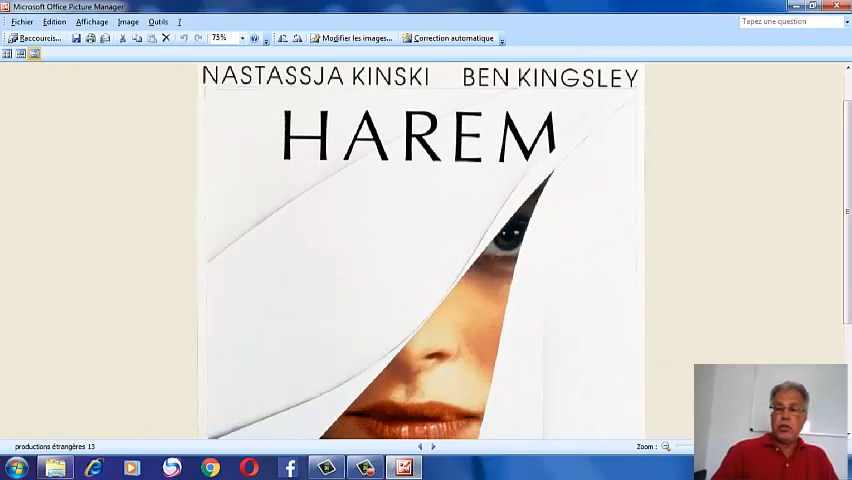 Microsoft Office Picture Manager
Fichier Edition Affichage Image Outils ?
Tapez une question
Raccourcis... 75% Modifier les images... Correction automatique
NASTASSJA KINSKI BEN KINGSLEY
HAREM
productions étrangères 13
Zoom :